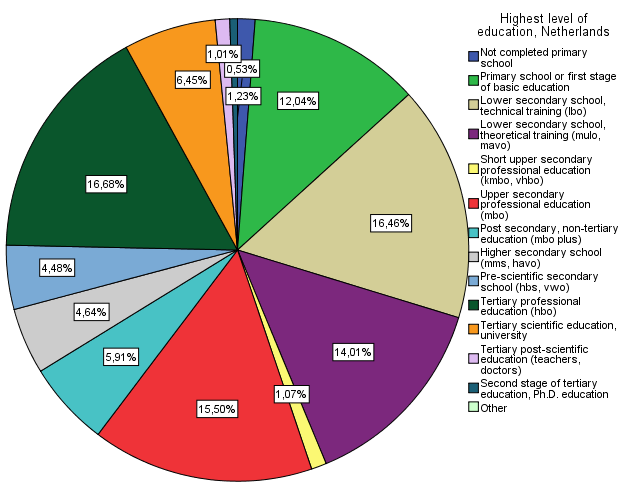 Highest level of
education, Netherlands
Not completed primary
school
Primary school or first stage
of basic education
Lower secondary school,
technical training (lbo)
Lower secondary school,
theoretical training (mulo,
mavo)
Short upper secondary
professional education
(kmbo, vhbo)
Upper secondary
professional education
(mbo)
Post secondary, non-tertiary
education (mbo plus)
Higher secondary school
(mms, havo)
Pre-scientific secondary
school (hbs, vwo)
Tertiary professional
education (hbo)
Tertiary scientific education,
university
Tertiary post-scientific
education (teachers,
doctors)
Second stage of tertiary
education, Ph.D. education
Other
1,01%
0,53%
6,45%
1,23%
12,04%
16,68%
16,46%
4,48%
4,64%
14,01%
5,91%
1,07%
15,50%